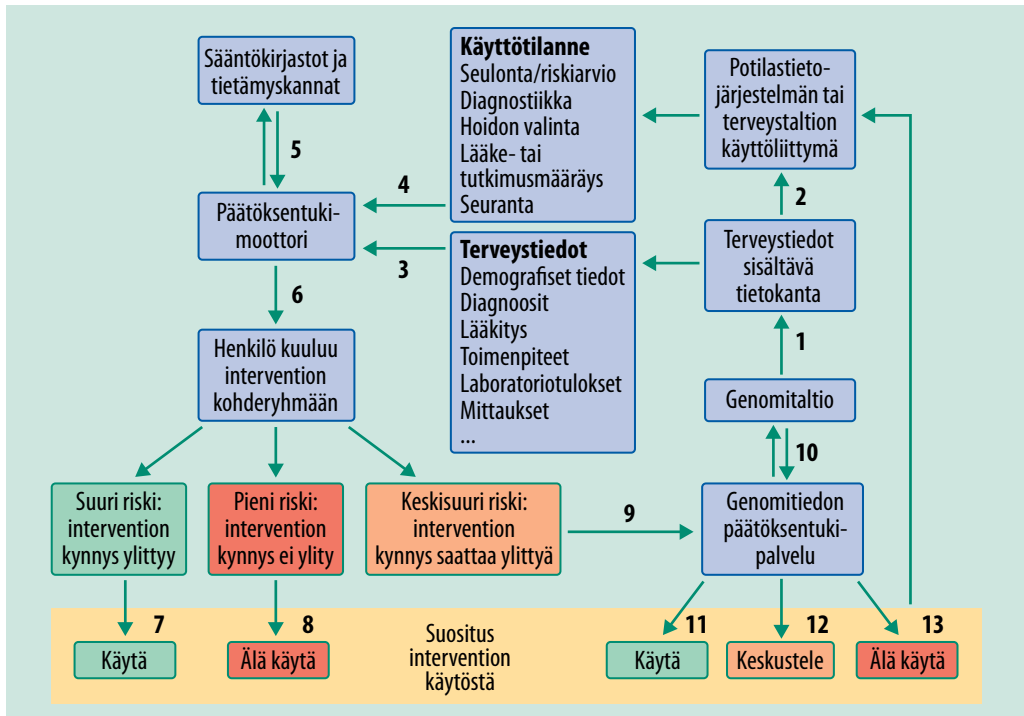 Sääntökirjastot ja
tietämyskannat
5
Päätöksentuki-
moottori
6
Henkilö kuuluu
intervention
kohderyhmään
Käyttötilanne
Seulonta/riskiarvio
Diagnostiikka
Hoidon valinta
Lääke- tai
tutkimusmääräys
Seuranta
4
3
Terveystiedot
Demografiset tiedot
Diagnoosit
Lääkitys
Toimenpiteet
Laboratoriotulokset
Mittaukset
...
Potilastieto-
järjestelmän tai
terveystaltion
käyttöliittymä
2
Terveystiedot
sisältävä
tietokanta
1
Genomitaltio
10
Suuri riski:
intervention
kynnys ylittyy
Pieni riski:
intervention
kynnys ei ylity
Keskisuuri riski:
intervention
kynnys saattaa ylittyä
9
Genomitiedon
päätöksentuki-
palvelu
7
8
Käytä
Älä käytä
Suositus
intervention
käytöstä
11
12
13
Käytä
Keskustele
Älä käytä